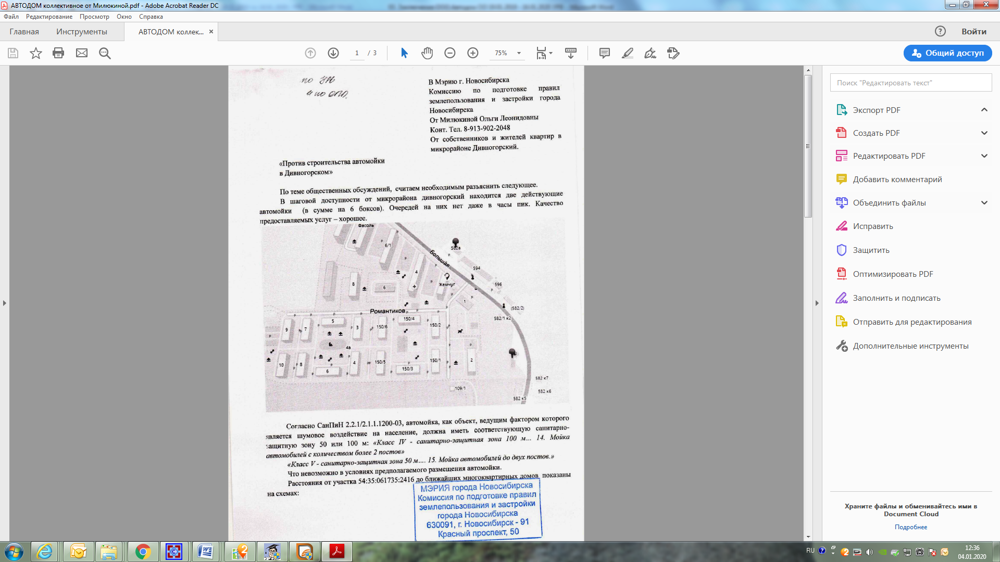 АВТОДОМ коллективное от Милюкиной.pdf - Adobe Acrobat Reader DC
Файл Редактирование Просмотр Окно Справка
Главная Инструменты АВТОДОМ коллек... × Войти
1 / 3 75% Общий доступ
В Мэрию г. Новосибирска
Комиссию по подготовке правил
землепользования и застройки города
Новосибирска
От Милюкиной Ольги Леонидовны
Конт. Тел. 8-913-902-2048
От собственников и жителей квартир в
микрорайоне Дивногорский.
«Против строительства автомойки
в Дивногорском»
По теме общественных обсуждений, считаем необходимым разъяснить следующее.
В шаговой доступности от микрорайона дивногорский находится две действующие
автомойки (в сумме на 6 боксов). Очередей на них нет даже в часы пик. Качество
предоставляемых услуг – хорошее.
Фасоль
6/1
582а
Большая
594
4
Жемчуг
596
8
6
1
(582/2)
Романтиков
582/1 к2
150/4
5
9
7
3
150/6
150/2
4а
10
8
6
4
150/5
150/3
150/1
2
582 к7
109/1
582 к6
582 к5
Согласно СанПиН 2.2.1/2.1.1.1200-03, автомойка, как объект, ведущим фактором которого
является шумовое воздействие на население, должна иметь соответствующую санитарно-
защитную зону 50 или 100 м: «Класс IV - санитарно-защитная зона 100 м... 14. Мойка
автомобилей с количеством более 2 постов»
«Класс V - санитарно-защитная зона 50 м.... 15. Мойка автомобилей до двух постов.»
Что невозможно в условиях предполагаемого размещения автомойки.
Расстояния от участка 54:35:061735:2416 до ближайших многоквартирных домов показаны
на схемах:
МЭРИЯ города Новосибирска
Комиссия по подготовке правил
землепользования и застройки
города Новосибирска
630091, г. Новосибирск - 91
Красный проспект, 50
Поиск "Редактировать текст"
Экспорт PDF
Создать PDF
Редактировать PDF
Добавить комментарий
Объединить файлы
Исправить
Защитить
Оптимизировать PDF
Заполнить и подписать
Отправить для редактирования
Дополнительные инструменты
Храните файлы и обменивайтесь ими в
Document Cloud
Подробнее
RU
12:36
04.01.2020